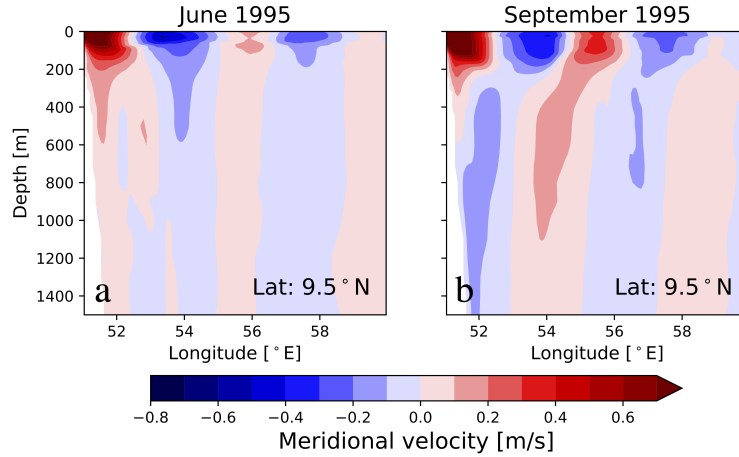 June 1995
September 1995
0
200
400
600
800
1000
1200
1400
Depth [m]
a
Lat: 9.5°N
b
Lat: 9.5°N
52 54 56 58
52 54 56 58
Longitude [°E]
Longitude [°E]
−0.8 −0.6 −0.4 −0.2 0.0 0.2 0.4 0.6
Meridional velocity [m/s]